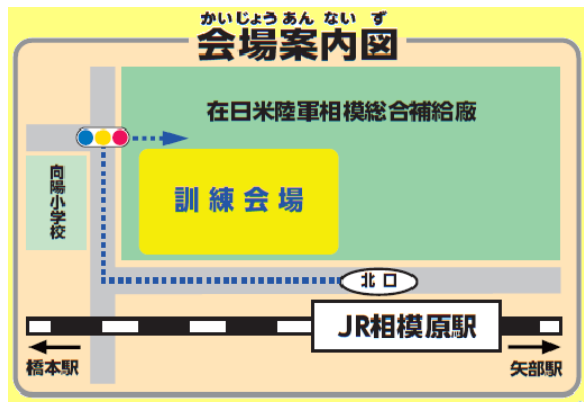 かいじょうあんないず
会場案内図
在日米陸軍相模総合補給廠
訓練会場
向陽小学校
北口
JR相模原駅
橋本駅
矢部駅